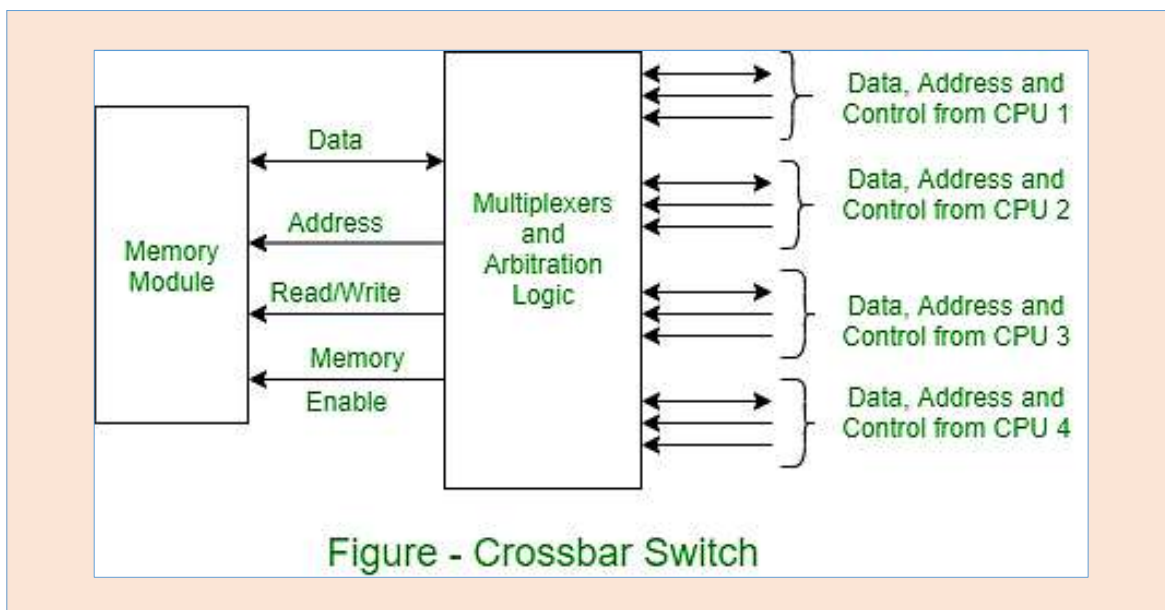 Memory
Module
Data
Address
Read/Write
Memory
Enable
Multiplexers
and
Arbitration
Logic
Data, Address and
Control from CPU 1
Data, Address and
Control from CPU 2
Data, Address and
Control from CPU 3
Data, Address and
Control from CPU 4
Figure - Crossbar Switch